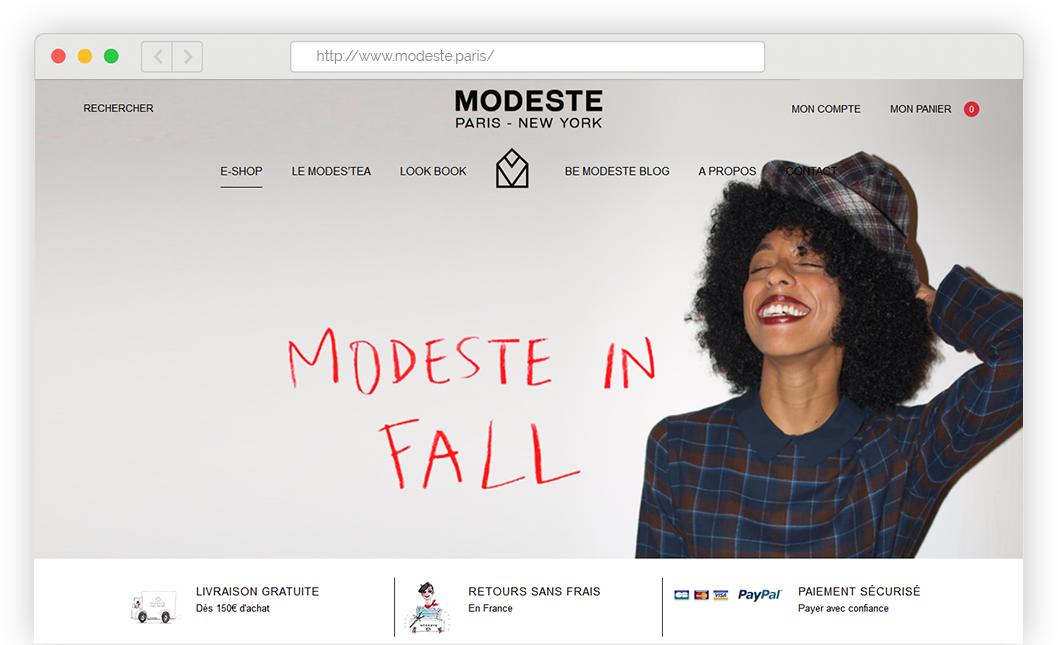 http://www.modeste.paris/
RECHERCHER
MODESTE
PARIS - NEW YORK
MON COMPTE
MON PANIER
0
E-SHOP
LE MODES'TEA
LOOK BOOK
BE MODESTE BLOG
A PROPOS
CONTACT
MODESTE IN
FALL
LIVRAISON GRATUITE
Dès 150€ d'achat
RETOURS SANS FRAIS
En France
VISA
PayPal
PAIEMENT SÉCURISÉ
Payer avec confiance